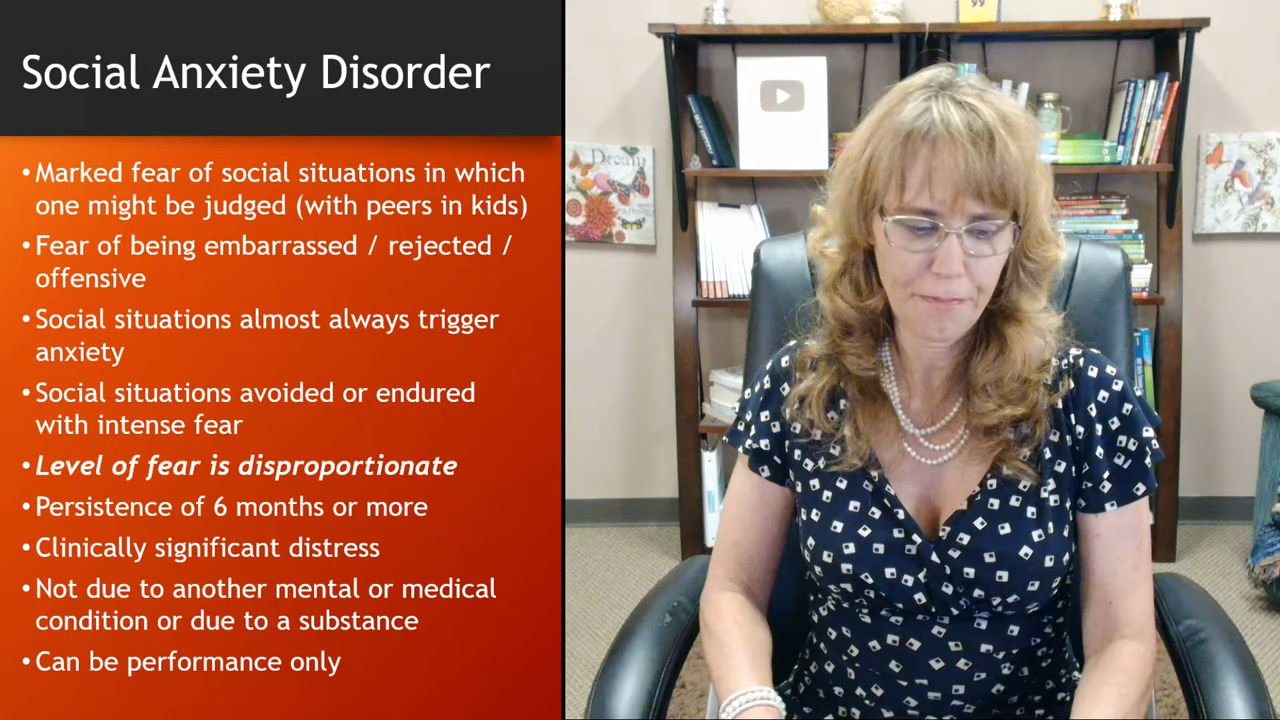 Social Anxiety Disorder
• Marked fear of social situations in which
one might be judged (with peers in kids)
• Fear of being embarrassed / rejected /
offensive
• Social situations almost always trigger
anxiety
• Social situations avoided or endured
with intense fear
• Level of fear is disproportionate
• Persistence of 6 months or more
• Clinically significant distress
• Not due to another mental or medical
condition or due to a substance
• Can be performance only
99
Dream